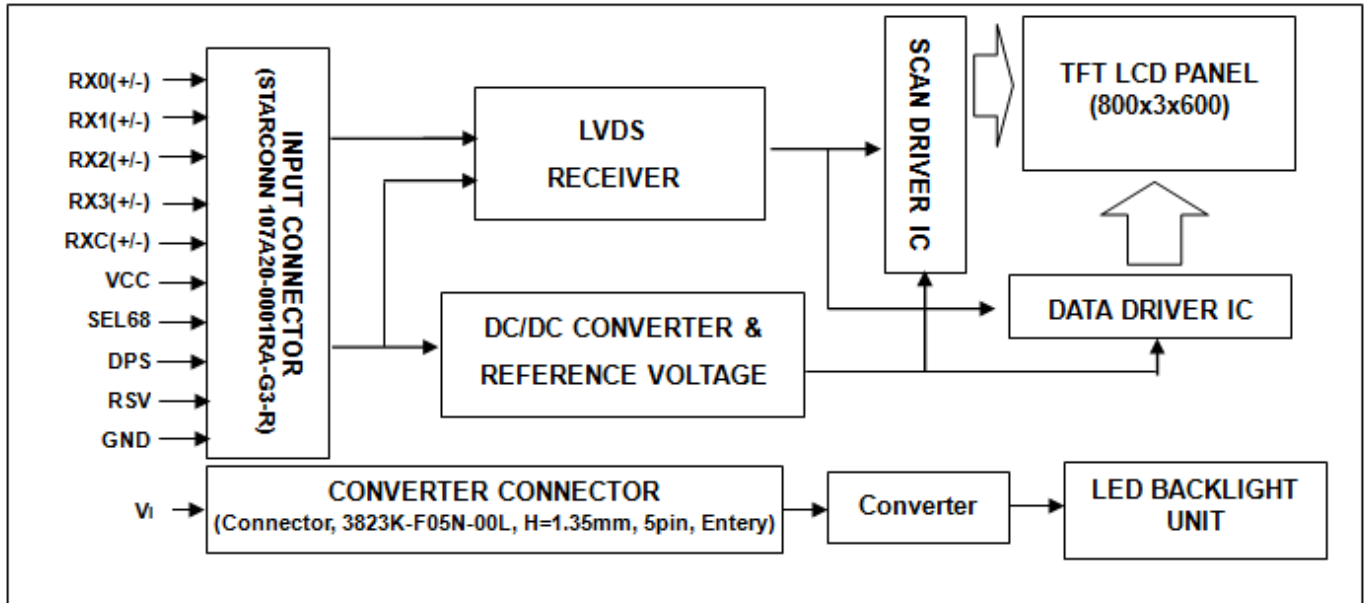 RX0(+/-)
RX1(+/-)
RX2(+/-)
RX3(+/-)
RXC(+/-)
VCC
SEL68
DPS
RSV
GND
INPUT CONNECTOR
(STARCONN 107A20-0001RA-G3-R)
LVDS
RECEIVER
DC/DC CONVERTER &
REFERENCE VOLTAGE
SCAN DRIVER IC
TFT LCD PANEL
(800x3x600)
DATA DRIVER IC
VI
CONVERTER CONNECTOR
(Connector, 3823K-F05N-00L, H=1.35mm, 5pin, Entery)
Converter
LED BACKLIGHT
UNIT